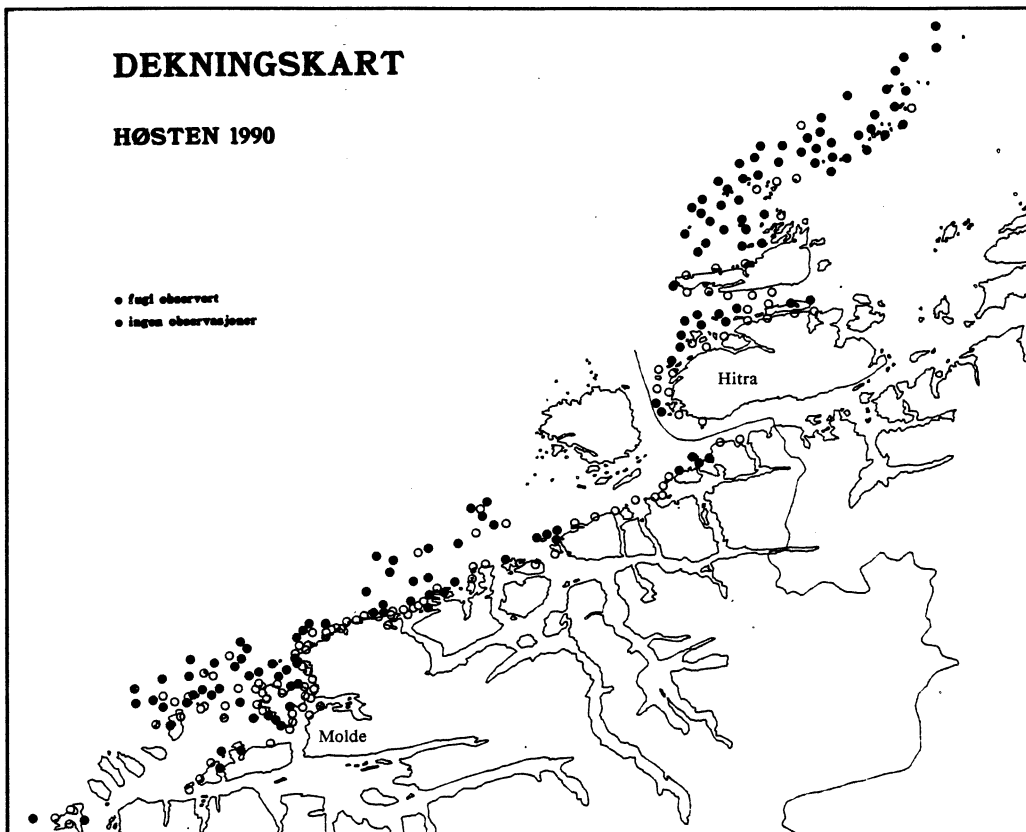 DEKNINGSKART
HØSTEN 1990
fugl observert
ingen observasjoner
Hitra
Molde